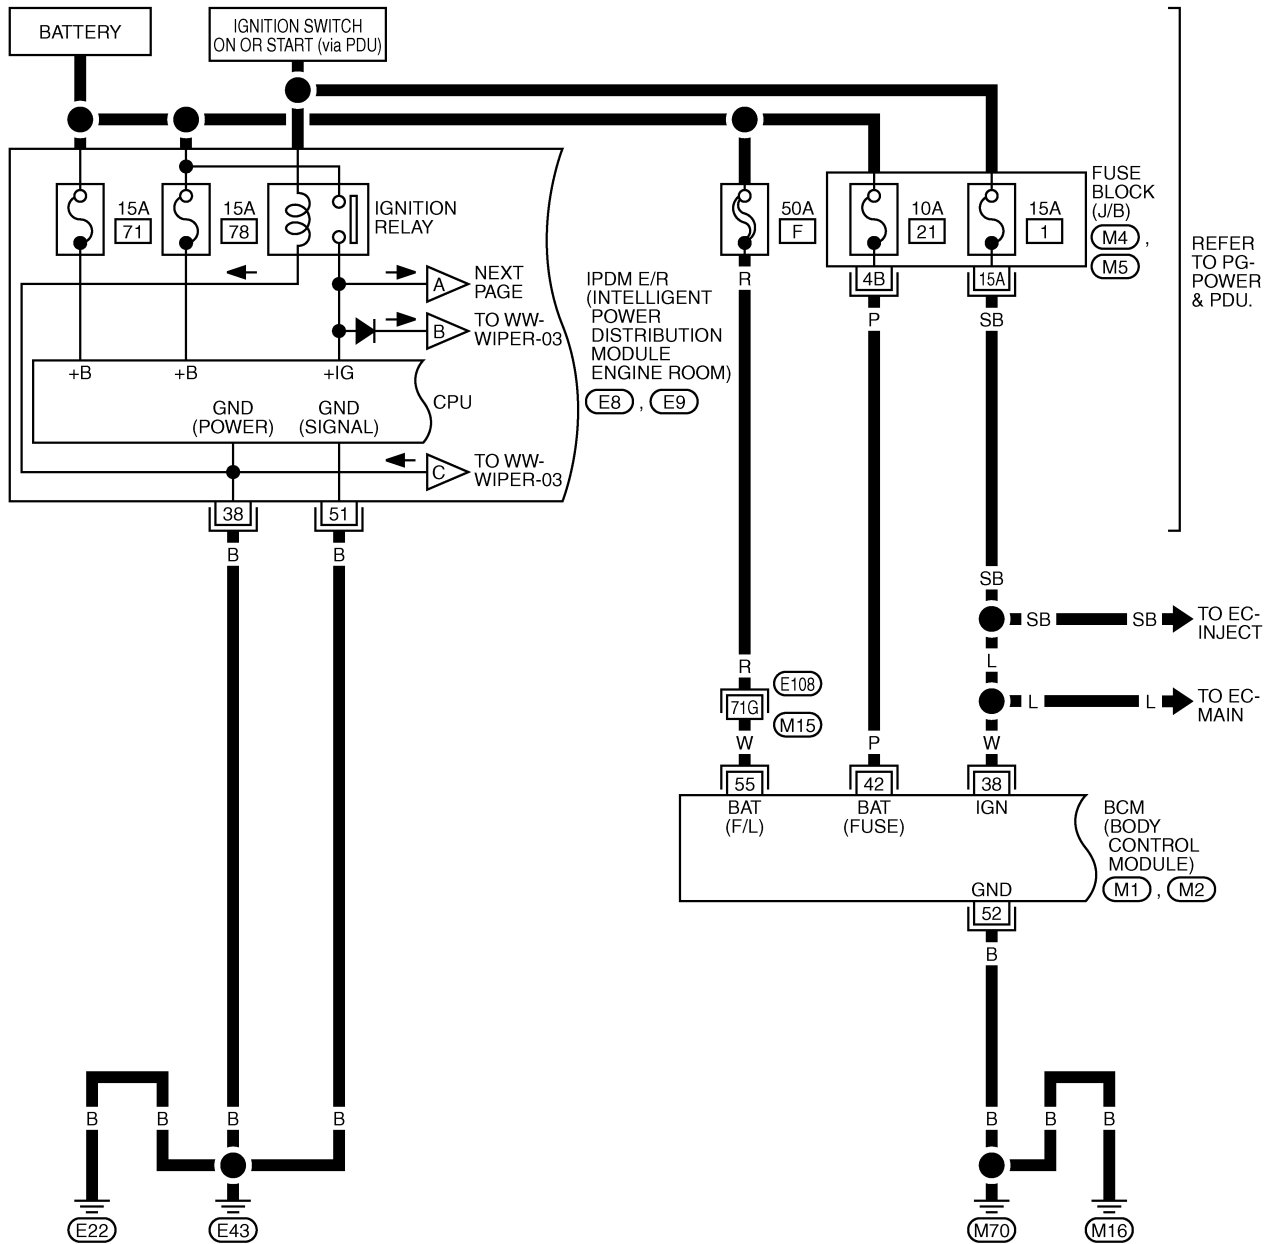 BATTERY
IGNITION SWITCH
ON OR START (via PDU)
FUSE
BLOCK
(J/B)
M4 ,
M5
REFER
TO PG-
POWER
& PDU.
15A
71
15A
78
IGNITION
RELAY
50A
F
10A
21
15A
1
R
4B
15A
P
SB
A
NEXT
PAGE
B
TO WW-
WIPER-03
IPDM E/R
(INTELLIGENT
POWER
DISTRIBUTION
MODULE
ENGINE ROOM)
E8 , E9
+B
+B
+IG
CPU
GND
(POWER)
GND
(SIGNAL)
C
TO WW-
WIPER-03
38
51
B
B
SB
SB
SB
TO EC-
INJECT
L
L
L
TO EC-
MAIN
R
E108
71G
M15
W
P
W
55
42
38
BAT
(F/L)
BAT
(FUSE)
IGN
BCM
(BODY
CONTROL
MODULE)
M1 , M2
GND
52
B
B
B
B
B
B
B
B
E22
E43
M70
M16